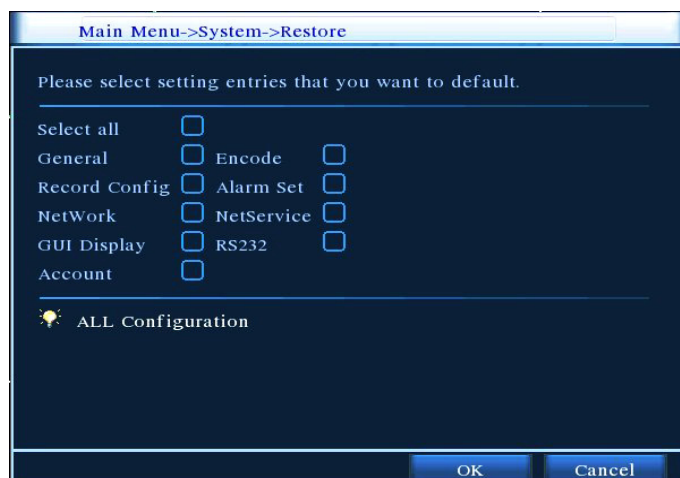 Main Menu->System->Restore
Please select setting entries that you want to default.
Select all
General Encode
Record Config Alarm Set
NetWork NetService
GUI Display RS232
Account
ALL Configuration
OK Cancel